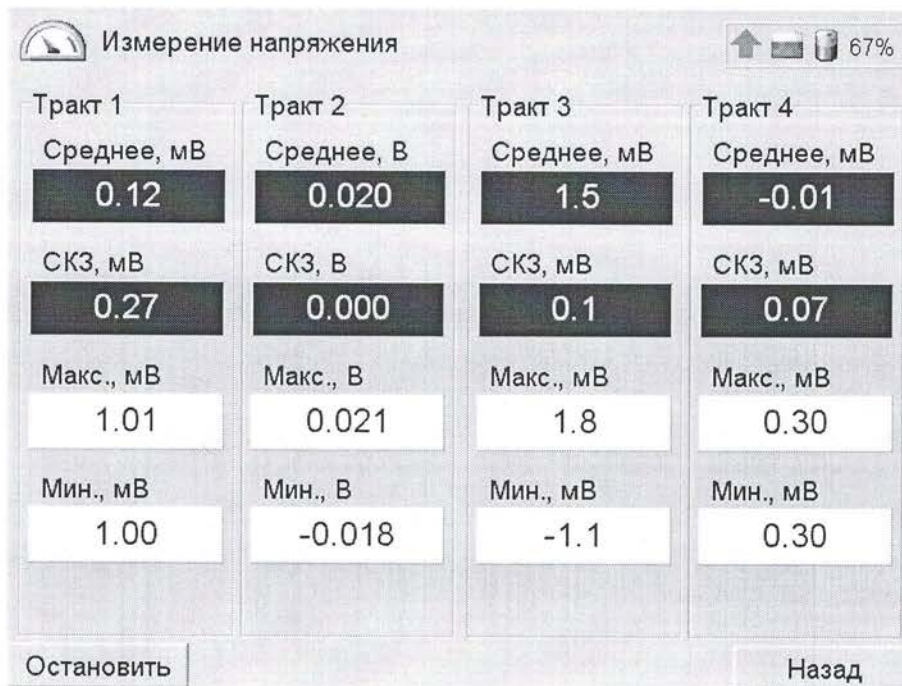 Измерение напряжения
67%
Тракт 1
Среднее, мВ
0.12
СКЗ, мВ
0.27
Макс., мВ
1.01
Мин., мВ
1.00
Тракт 2
Среднее, В
0.020
СКЗ, В
0.000
Макс., В
0.021
Мин., В
-0.018
Тракт 3
Среднее, мВ
1.5
СКЗ, мВ
0.1
Макс., мВ
1.8
Мин., мВ
-1.1
Тракт 4
Среднее, мВ
-0.01
СКЗ, мВ
0.07
Макс., мВ
0.30
Мин., мВ
0.30
Остановить
Назад